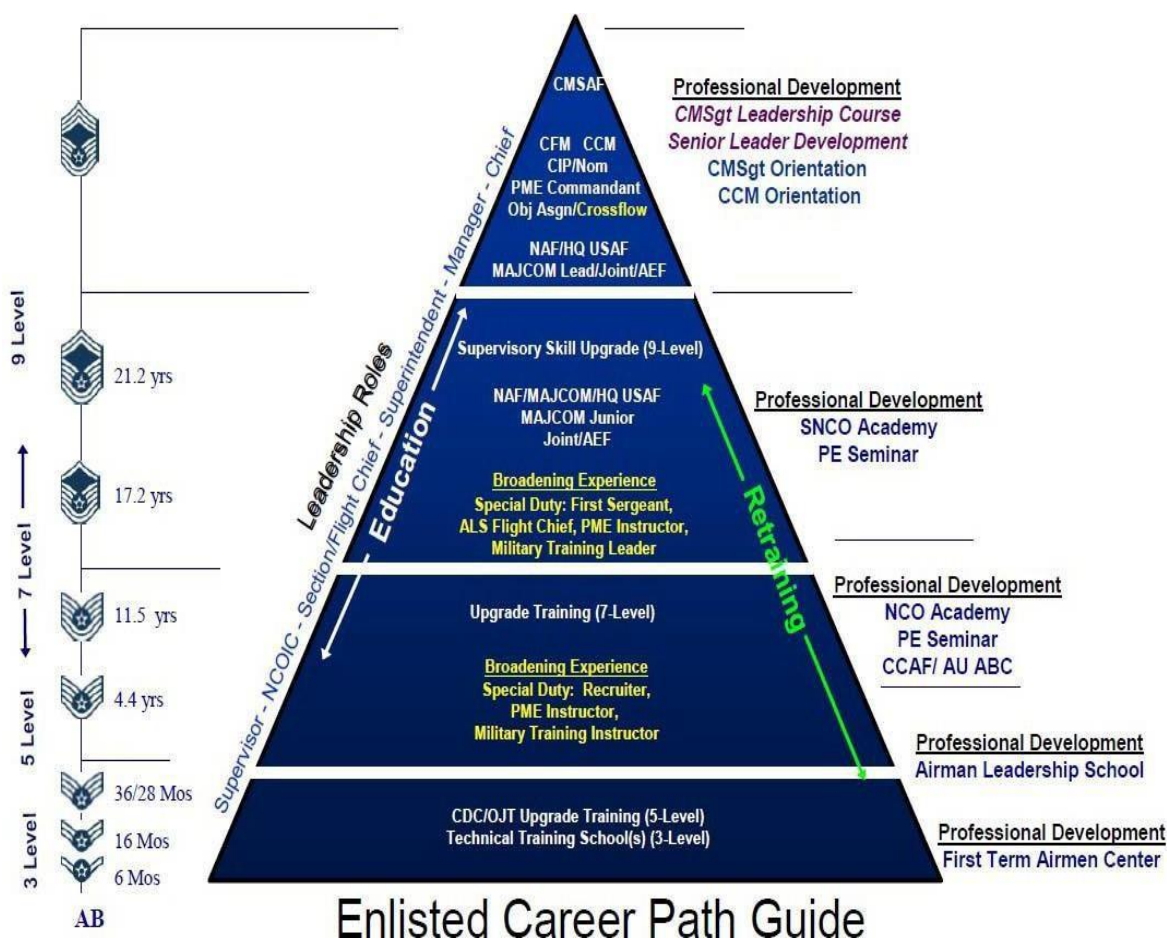 CMSAF
CFM CCM
CIP/Nom
PME Commandant
Obj Asgn/Crossflow
NAF/HQ USAF
MAJCOM Lead/Joint/AEF
Professional Development
CMSgt Leadership Course
Senior Leader Development
CMSgt Orientation
CCM Orientation
9 Level
21.2 yrs
17.2 yrs
7 Level
11.5 yrs
4.4 yrs
5 Level
36/28 Mos
16 Mos
6 Mos
3 Level
AB
Leadership Roles
Supervisor - NCOIC - Section/Flight Chief - Superintendent - Manager - Chief
Education
Supervisory Skill Upgrade (9-Level)
NAF/MAJCOM/HQ USAF
MAJCOM Junior
Joint/AEF
Broadening Experience
Special Duty: First Sergeant,
ALS Flight Chief, PME Instructor,
Military Training Leader
Retraining
Professional Development
SNCO Academy
PE Seminar
Upgrade Training (7-Level)
Broadening Experience
Special Duty: Recruiter,
PME Instructor,
Military Training Instructor
Professional Development
NCO Academy
PE Seminar
CCAF/ AU ABC
Professional Development
Airman Leadership School
CDC/OJT Upgrade Training (5-Level)
Technical Training School(s) (3-Level)
Professional Development
First Term Airmen Center
Enlisted Career Path Guide